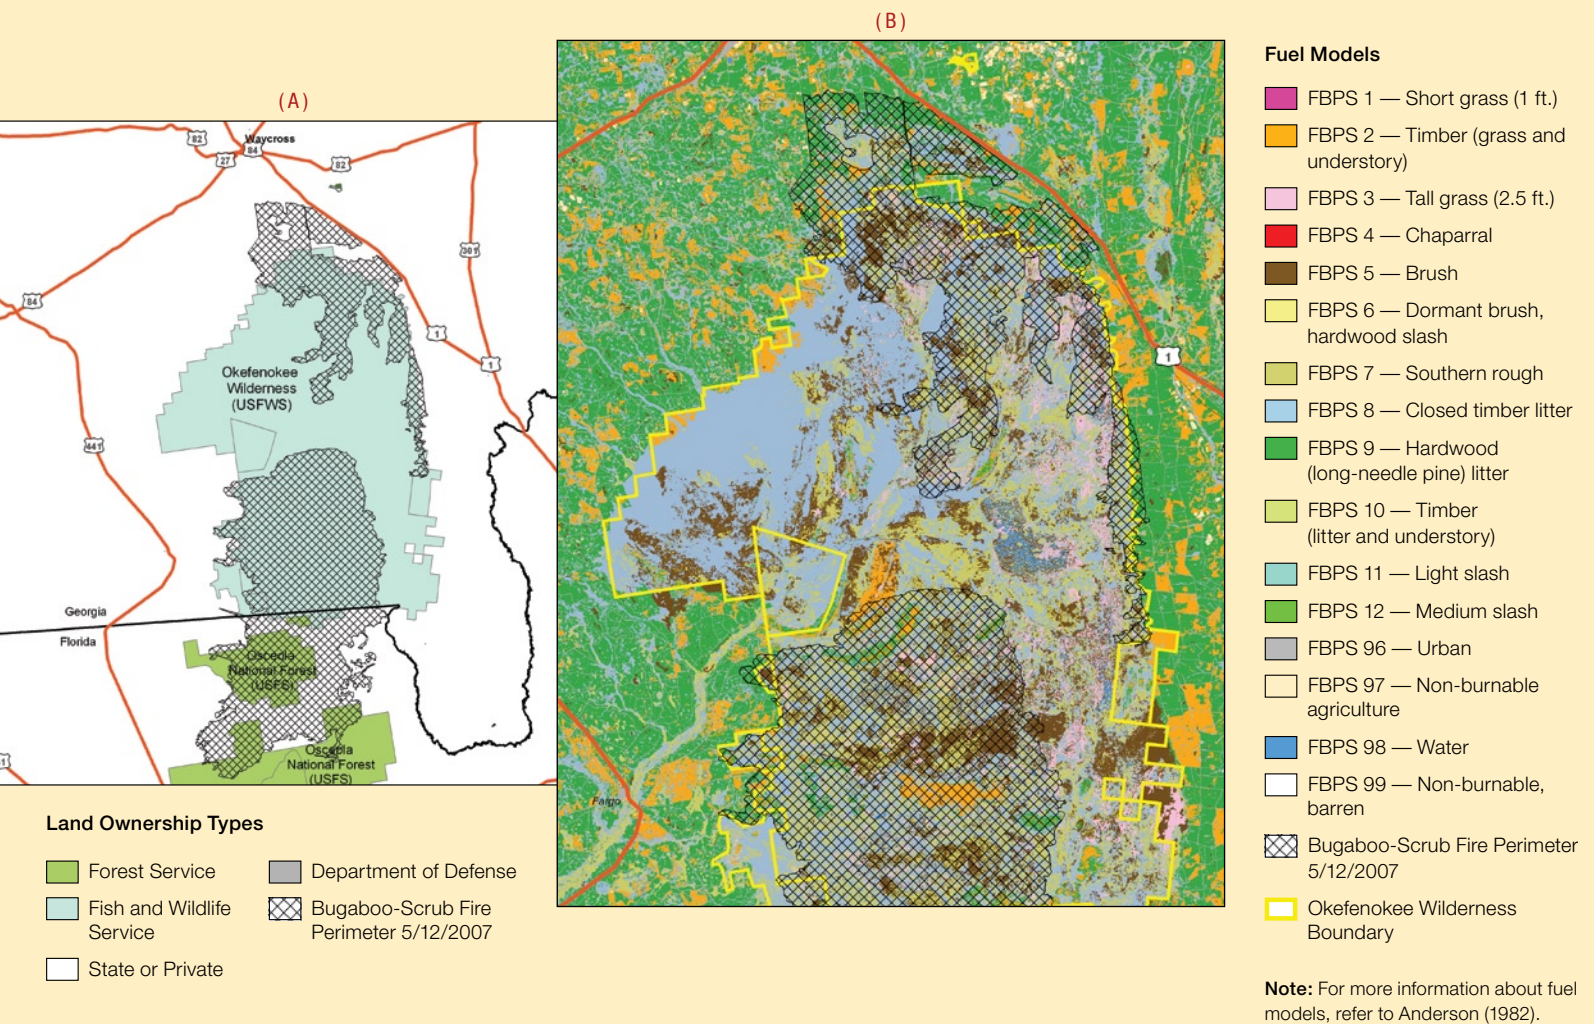 (A)
82
Waycross
84
27
82
301
84
1
1
441
Okefenokee
Wilderness
(USFWS)
Georgia
Florida
Osceola
National Forest
(USFS)
Osceola
National Forest
(USFS)
Land Ownership Types
Forest Service
Fish and Wildlife
Service
State or Private
Department of Defense
Bugaboo-Scrub Fire
Perimeter 5/12/2007
(B)
1
Fargo
Fuel Models
FBPS 1 — Short grass (1 ft.)
FBPS 2 — Timber (grass and
understory)
FBPS 3 — Tall grass (2.5 ft.)
FBPS 4 — Chaparral
FBPS 5 — Brush
FBPS 6 — Dormant brush,
hardwood slash
FBPS 7 — Southern rough
FBPS 8 — Closed timber litter
FBPS 9 — Hardwood
(long-needle pine) litter
FBPS 10 — Timber
(litter and understory)
FBPS 11 — Light slash
FBPS 12 — Medium slash
FBPS 96 — Urban
FBPS 97 — Non-burnable
agriculture
FBPS 98 — Water
FBPS 99 — Non-burnable,
barren
Bugaboo-Scrub Fire Perimeter
5/12/2007
Okefenokee Wilderness
Boundary
Note: For more information about fuel
models, refer to Anderson (1982).